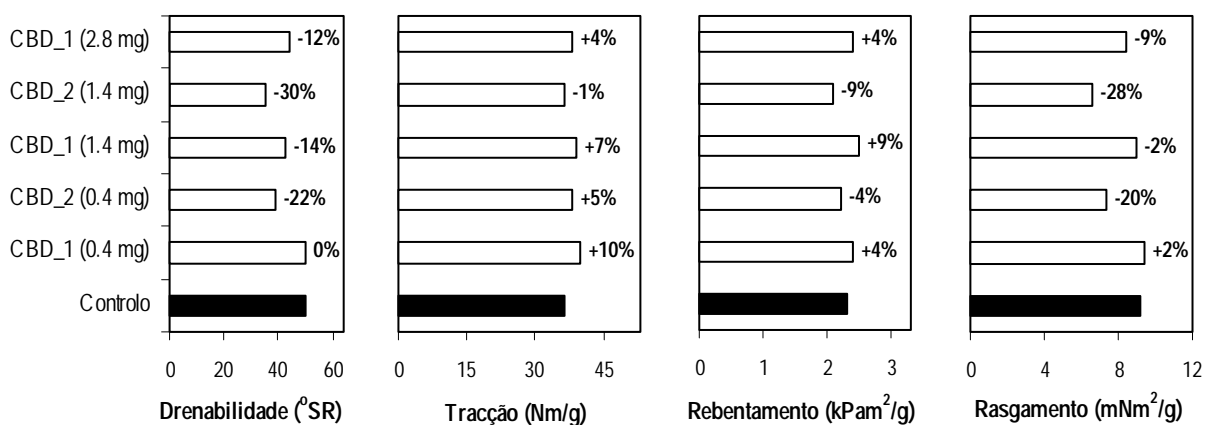 CBD_1 (2.8 mg) -12% +4% +4% -9%
CBD_2 (1.4 mg) -30% -1% -9% -28%
CBD_1 (1.4 mg) -14% +7% +9% -2%
CBD_2 (0.4 mg) -22% +5% -4% -20%
CBD_1 (0.4 mg) 0% +10% +4% +2%
Controlo
0 20 40 60 0 15 30 45 0 1 2 3 0 4 8 12
Drenabilidade (°SR) Tracção (Nm/g) Rebentamento (kPam²/g) Rasgamento (mNm²/g)